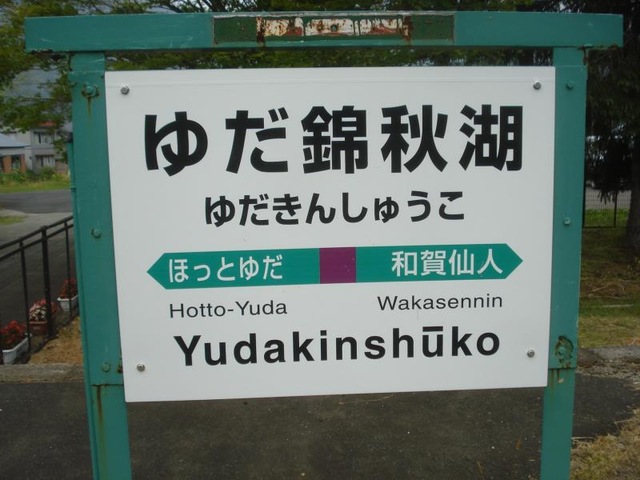 ゆだ錦秋湖
ゆだきんしゅうこ
ほっとゆだ 和賀仙人
Hotto-Yuda Wakasennin
Yudakinshūko